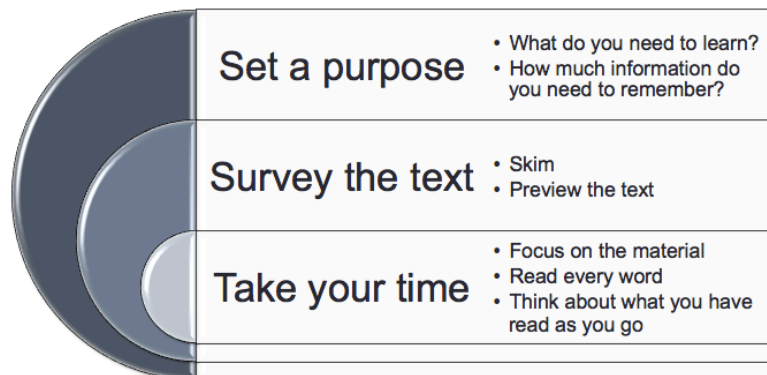 Set a purpose
• What do you need to learn?
• How much information do
you need to remember?
Survey the text
• Skim
• Preview the text
Take your time
• Focus on the material
• Read every word
• Think about what you have
read as you go